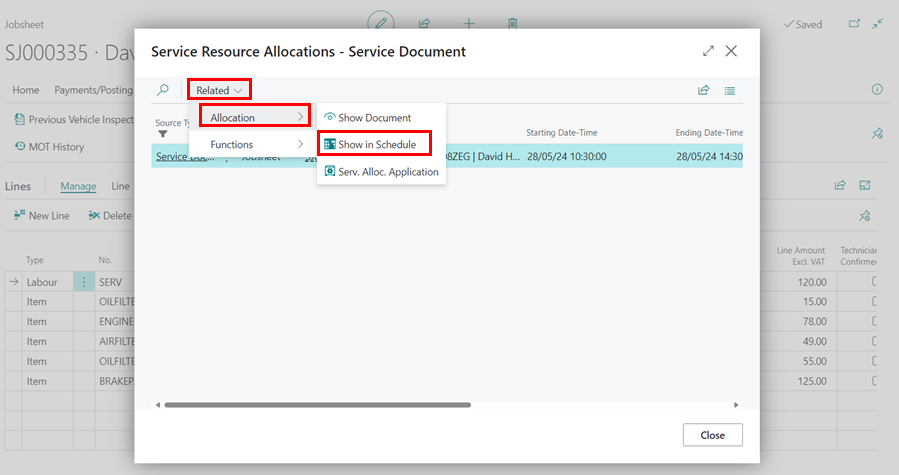 Jobsheet
Saved
SJ000335 · Dav
Service Resource Allocations - Service Document
Home Payments/Posting
Related
Previous Vehicle Inspect
MOT History
Source Ty
Allocation
Functions
Show Document
Show in Schedule
Serv. Alloc. Application
Starting Date-Time Ending Date-Time
Service Doc... Jobsheet 08ZEG | David H... 28/05/24 10:30:00 28/05/24 14:30
Lines Manage Line
New Line Delete
Type No. Line Amount Excl. VAT Technician Confirmed
Labour SERV 120.00
Item OILFILTE 15.00
Item ENGINE 78.00
Item AIRFILTE 49.00
Item OILFILTE 55.00
Item BRAKEP 125.00
Close